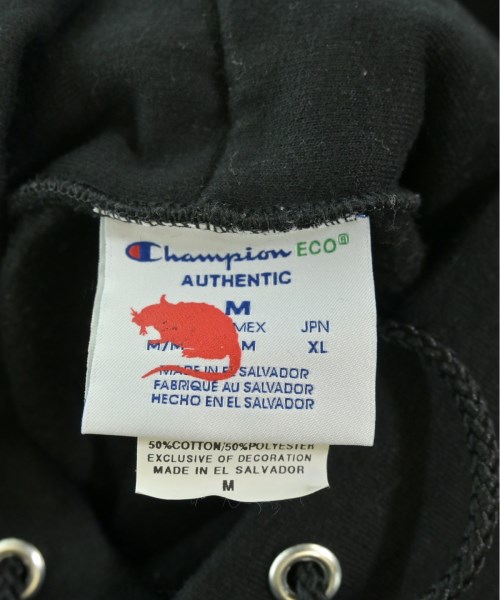 Champion ECO®
AUTHENTIC
M
MEX JPN
M/M M XL
MADE IN EL SALVADOR
FABRIQUÉ AU SALVADOR
HECHO EN EL SALVADOR
50%COTTON/50%POLYESTER
EXCLUSIVE OF DECORATION
MADE IN EL SALVADOR
M